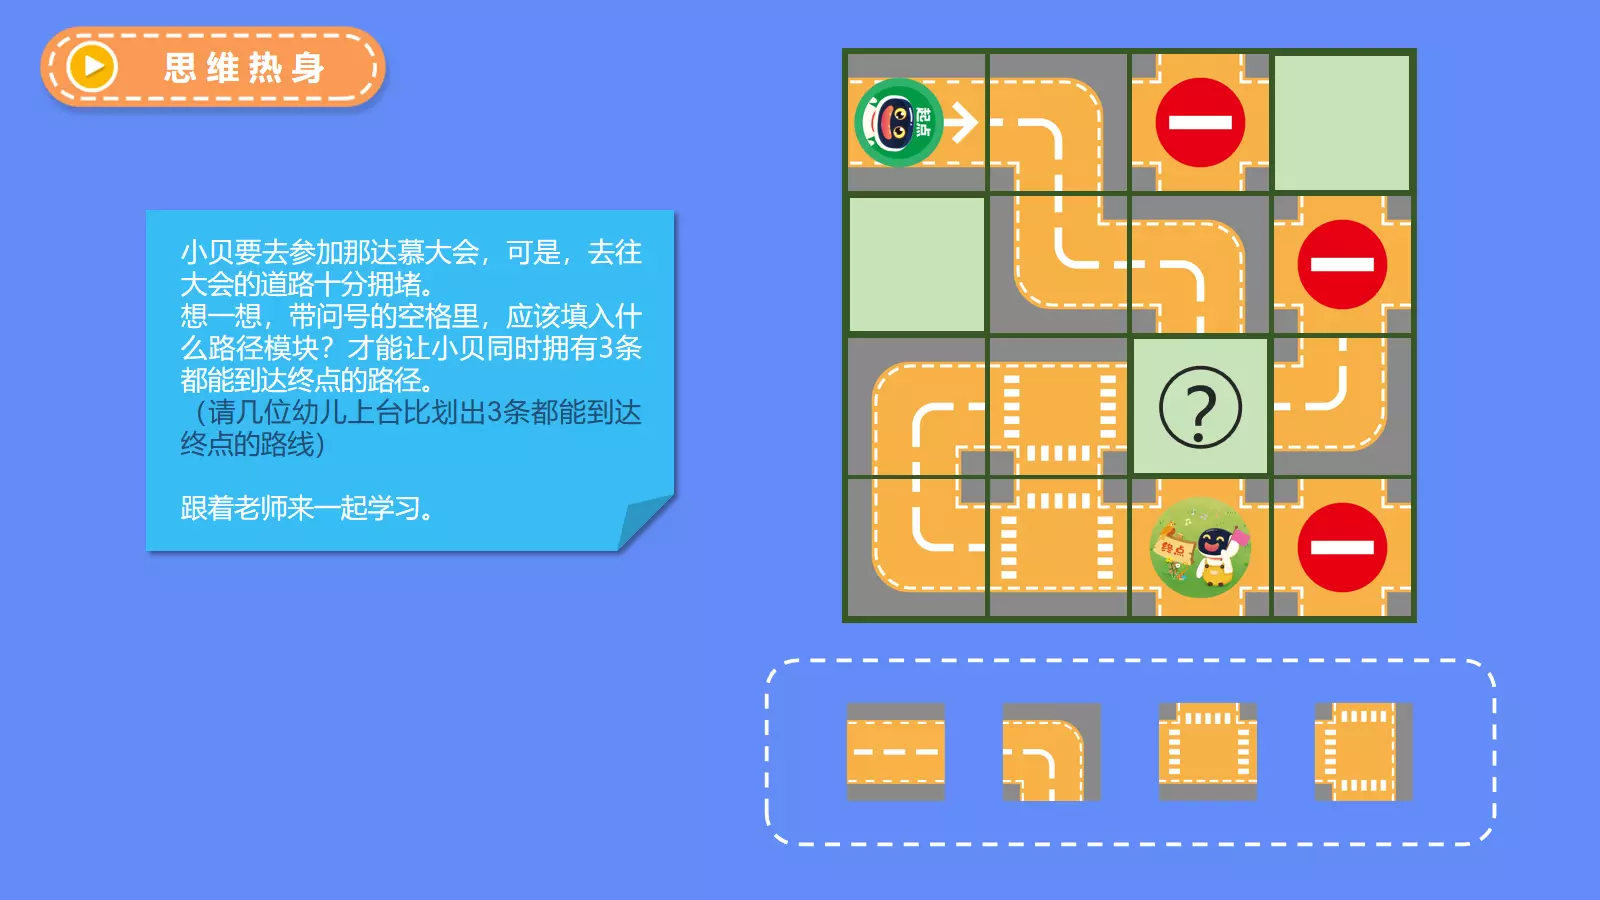 思维热身
小贝要去参加那达慕大会，可是，去往
大会的道路十分拥堵。
想一想，带问号的空格里，应该填入什
么路径模块？才能让小贝同时拥有3条
都能到达终点的路径。
（请几位幼儿上台比划出3条都能到达
终点的路线）
跟着老师来一起学习。
起点
?
终点